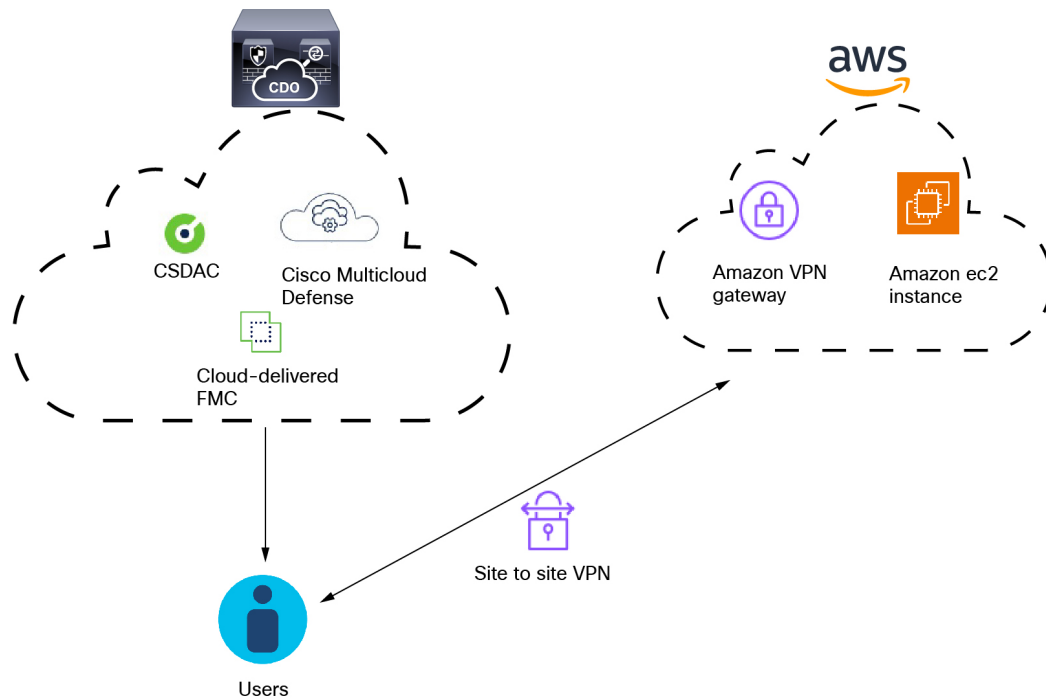 CDO
aws
CSDAC
Cisco Multicloud
Defense
Cloud-delivered
FMC
Amazon VPN
gateway
Amazon ec2
instance
Site to site VPN
Users